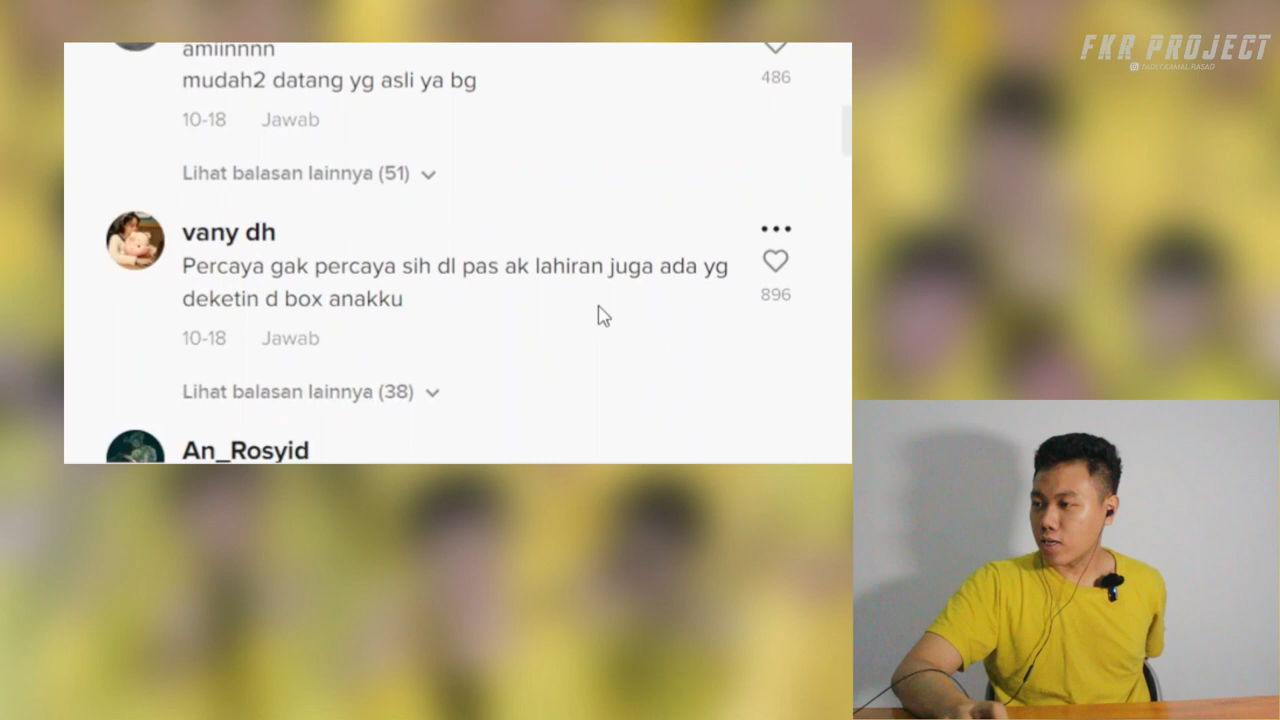 FKR PROJECT
FADLY.KAMAL.RASAD
amiinnnn
mudah2 datang yg asli ya bg
486
10-18 Jawab
Lihat balasan lainnya (51)
vany dh
Percaya gak percaya sih dl pas ak lahiran juga ada yg
deketin d box anakku
896
10-18 Jawab
Lihat balasan lainnya (38)
An_Rosyid